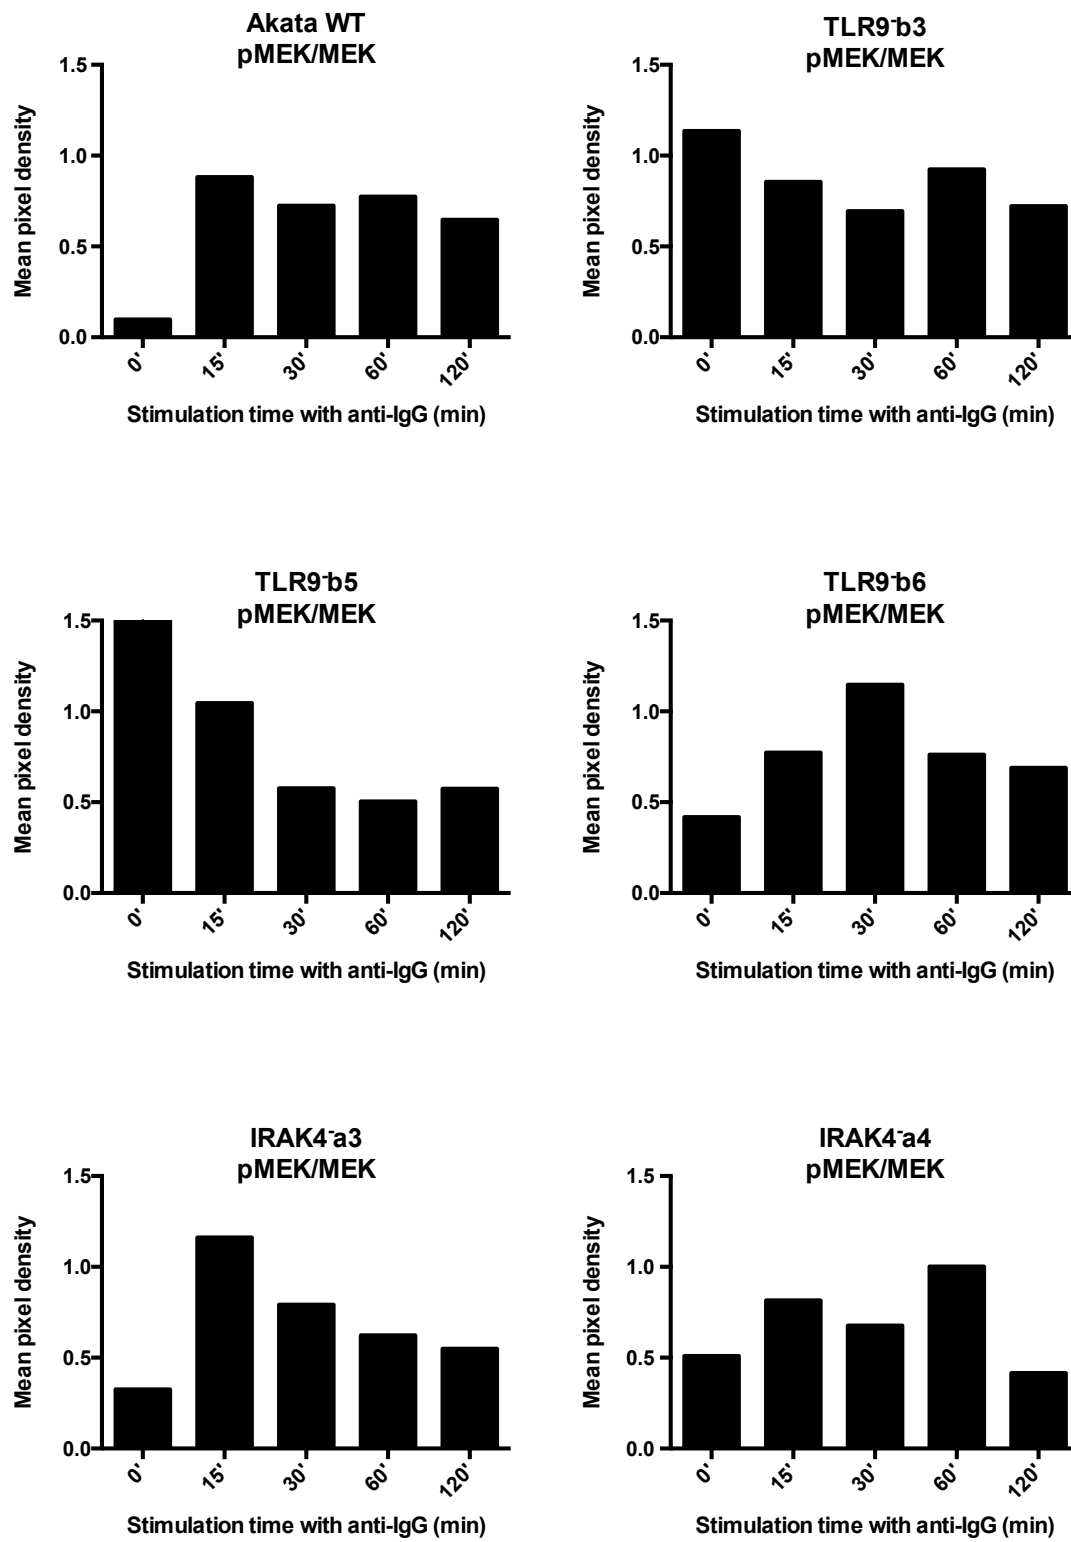 Akata WT
pMEK/MEK
Mean pixel density
1.5
1.0
0.5
0.0
0'
15'
30'
60'
120'
Stimulation time with anti-IgG (min)
TLR9⁻b3
pMEK/MEK
Mean pixel density
1.5
1.0
0.5
0.0
0'
15'
30'
60'
120'
Stimulation time with anti-IgG (min)
TLR9⁻b5
pMEK/MEK
Mean pixel density
1.5
1.0
0.5
0.0
0'
15'
30'
60'
120'
Stimulation time with anti-IgG (min)
TLR9⁻b6
pMEK/MEK
Mean pixel density
1.5
1.0
0.5
0.0
0'
15'
30'
60'
120'
Stimulation time with anti-IgG (min)
IRAK4⁻a3
pMEK/MEK
Mean pixel density
1.5
1.0
0.5
0.0
0'
15'
30'
60'
120'
Stimulation time with anti-IgG (min)
IRAK4⁻a4
pMEK/MEK
Mean pixel density
1.5
1.0
0.5
0.0
0'
15'
30'
60'
120'
Stimulation time with anti-IgG (min)